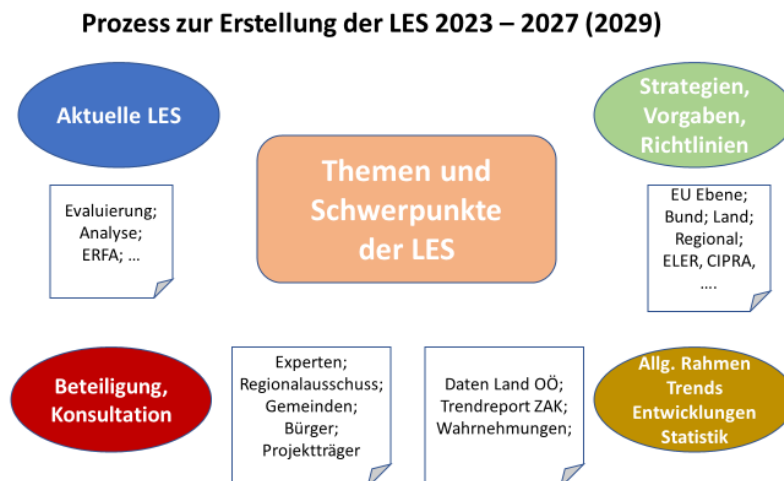 Prozess zur Erstellung der LES 2023 – 2027 (2029)
Aktuelle LES
Strategien,
Vorgaben,
Richtlinien
Themen und
Schwerpunkte
der LES
Evaluierung;
Analyse;
ERFA; ...
EU Ebene;
Bund; Land;
Regional;
ELER, CIPRA,
....
Beteiligung,
Konsultation
Experten;
Regionalausschuss;
Gemeinden;
Bürger;
Projektträger
Daten Land OÖ;
Trendreport ZAK;
Wahrnehmungen;
Allg. Rahmen
Trends
Entwicklungen
Statistik